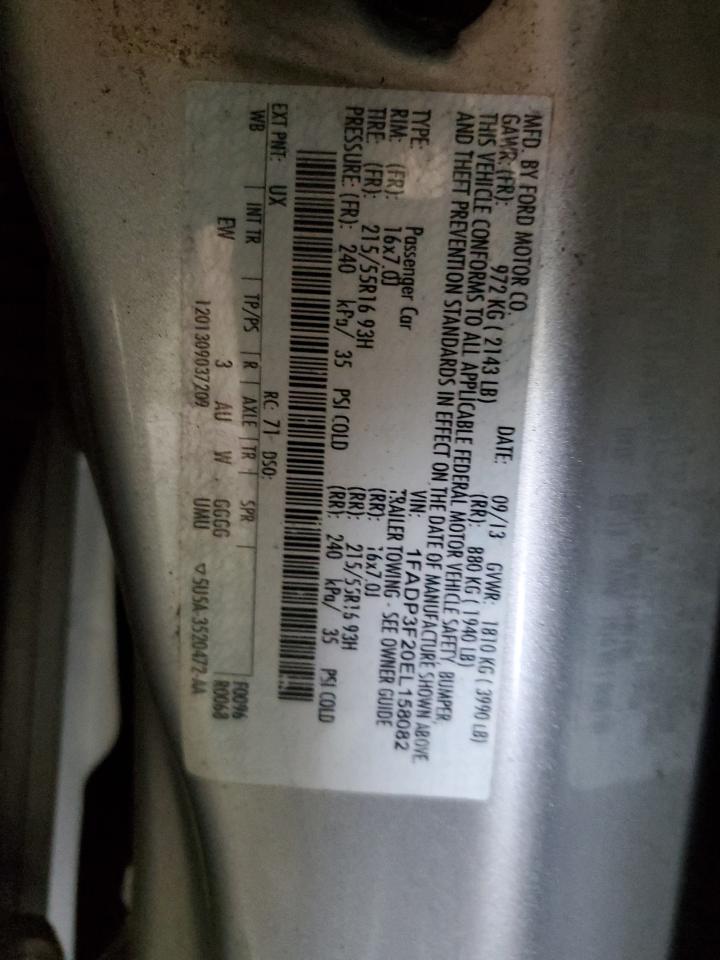 MFD. BY FORD MOTOR CO.
DATE: 09/13 GVWR: 1810 KG ( 3990 LB)
GAWR: (FR): 972 KG ( 2143 LB) (RR): 880 KG ( 1940 LB)
THIS VEHICLE CONFORMS TO ALL APPLICABLE FEDERAL MOTOR VEHICLE SAFETY, BUMPER,
AND THEFT PREVENTION STANDARDS IN EFFECT ON THE DATE OF MANUFACTURE SHOWN ABOVE.
VIN: 1FADP3F20EL158082
TYPE: Passenger Car TRAILER TOWING - SEE OWNER GUIDE
RIM: (FR): 16x7.0J (RR): 16x7.0J
TIRE: (FR): 215/55R16 93H (RR): 215/55R16 93H
PRESSURE: (FR): 240 kPa/ 35 PSI COLD (RR): 240 kPa/ 35 PSI COLD
EXT PNT: UX RC: 71 DSO:
WB INT TR TP/PS R AXLE TR SPR F0096
EW 3 AU W GGGG R0068
1201309037209 UMU ▽5U5A-3520472-AA